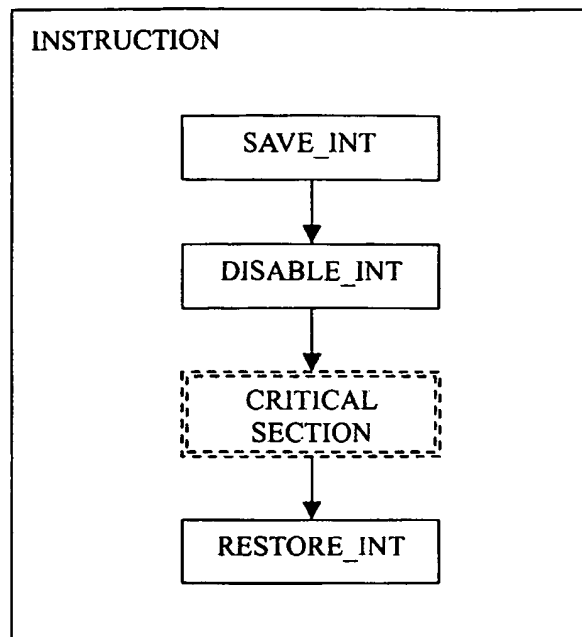 INSTRUCTION
SAVE_INT
DISABLE_INT
CRITICAL
SECTION
RESTORE_INT